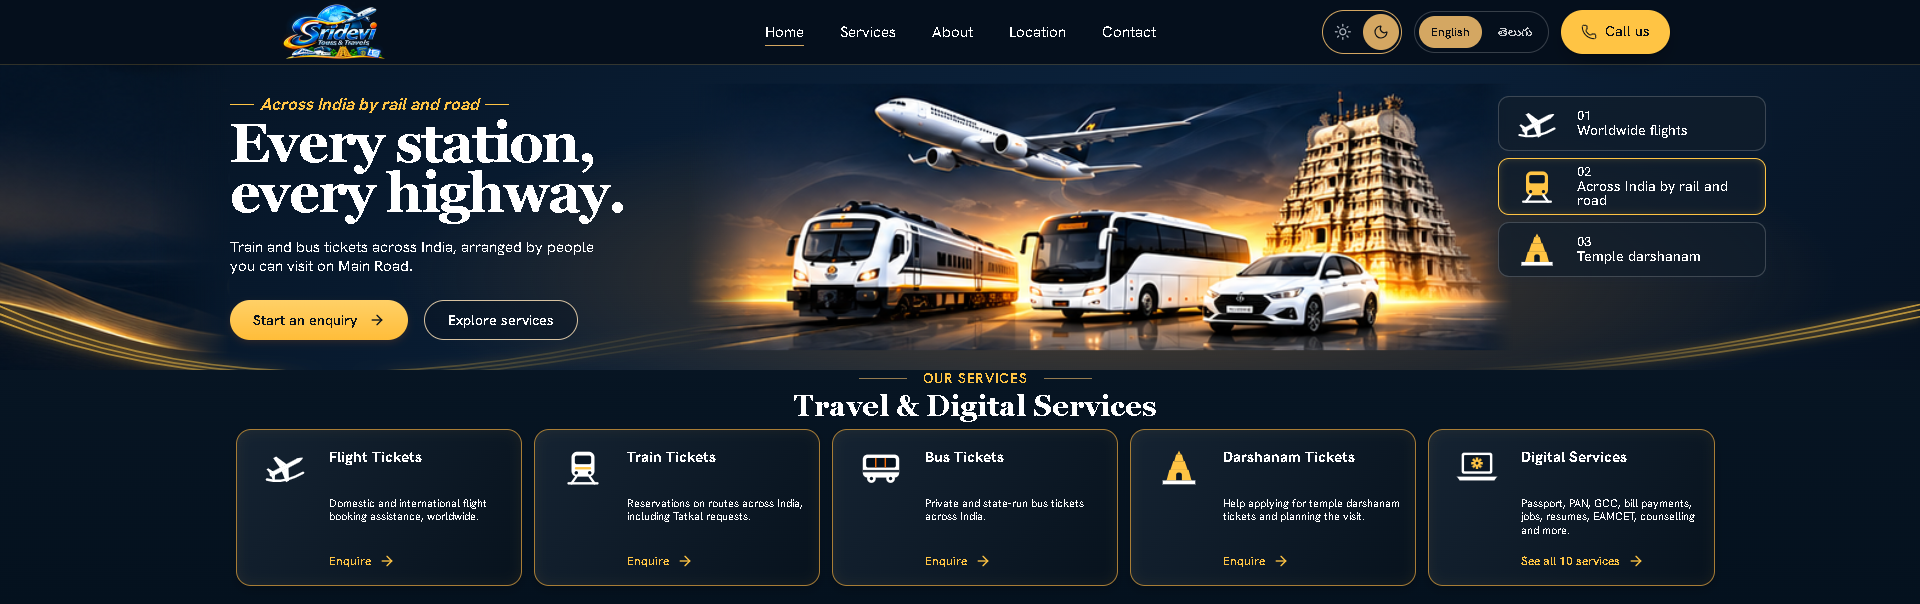 Sridevi
Tours & Travels
Home
Services
About
Location
Contact
English
తెలుగు
Call us
Across India by rail and road
Every station,
every highway.
Train and bus tickets across India, arranged by people
you can visit on Main Road.
Start an enquiry
Explore services
01
Worldwide flights
02
Across India by rail and
road
03
Temple darshanam
OUR SERVICES
Travel & Digital Services
Flight Tickets
Domestic and international flight
booking assistance, worldwide.
Enquire
Train Tickets
Reservations on routes across India,
including Tatkal requests.
Enquire
Bus Tickets
Private and state-run bus tickets
across India.
Enquire
Darshanam Tickets
Help applying for temple darshanam
tickets and planning the visit.
Enquire
Digital Services
Passport, PAN, GCC, bill payments,
jobs, resumes, EAMCET, counselling
and more.
See all 10 services